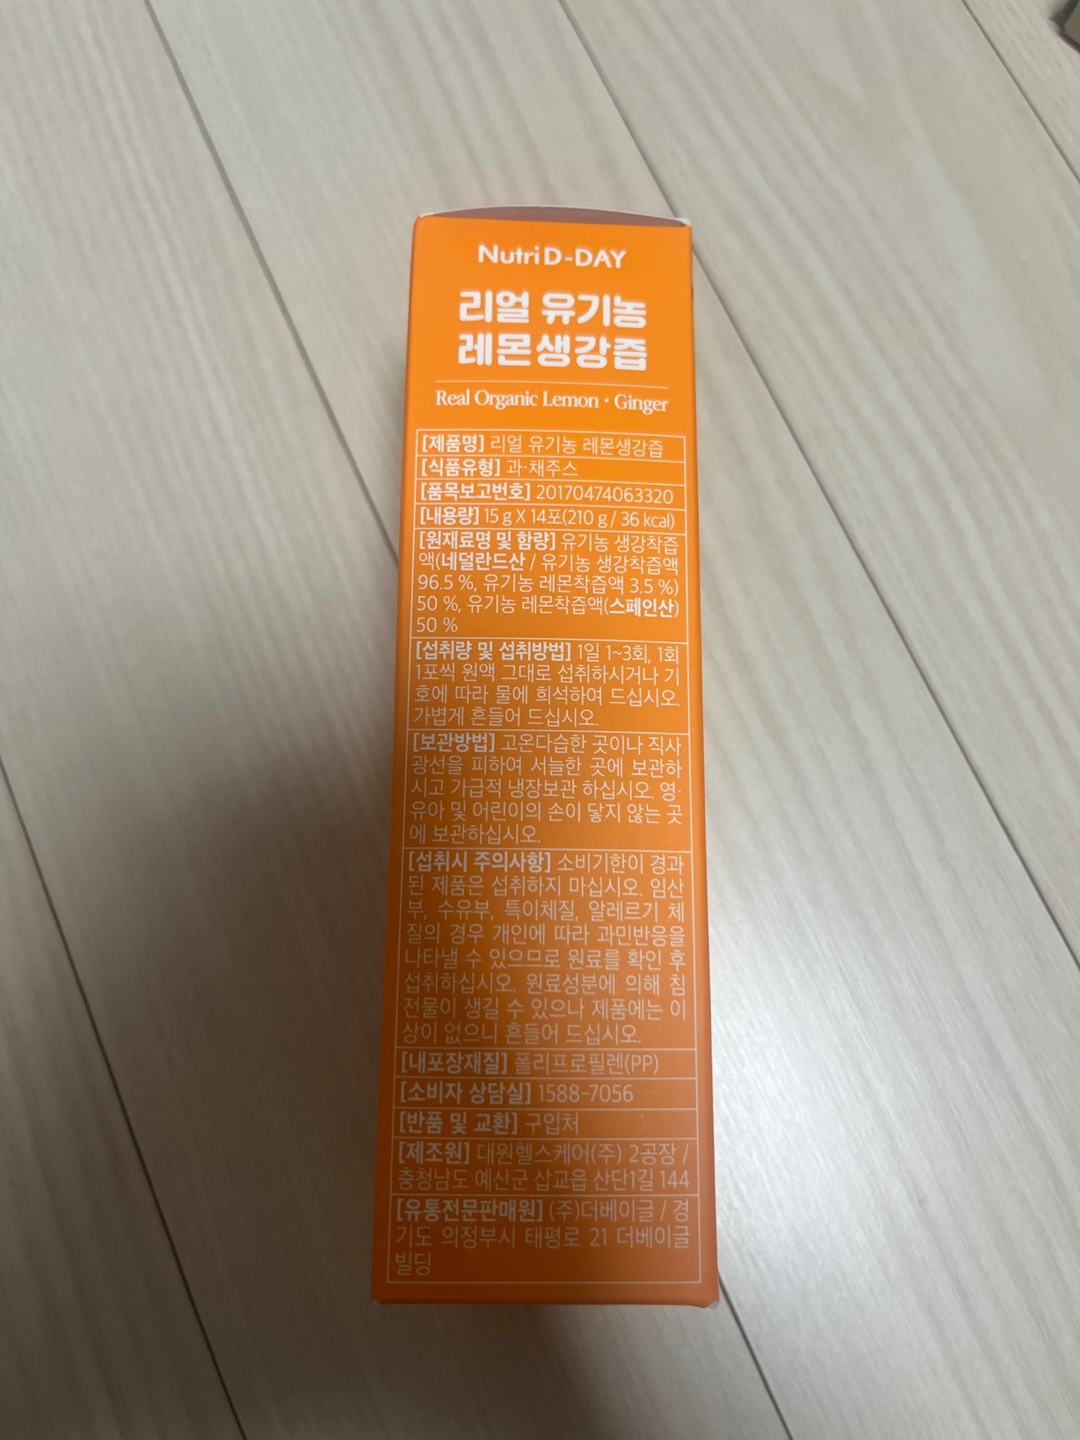 Nutri D-DAY
리얼 유기농
레몬생강즙
Real Organic Lemon · Ginger
[제품명] 리얼 유기농 레몬생강즙
[식품유형] 과·채주스
[품목보고번호] 20170474063320
[내용량] 15 g X 14포(210 g / 36 kcal)
[원재료명 및 함량] 유기농 생강착즙
액(네덜란드산 / 유기농 생강착즙액
96.5 %, 유기농 레몬착즙액 3.5 %)
50 %, 유기농 레몬착즙액(스페인산)
50 %
[섭취량 및 섭취방법] 1일 1~3회, 1회
1포씩 원액 그대로 섭취하시거나 기
호에 따라 물에 희석하여 드십시오.
가볍게 흔들어 드십시오.
[보관방법] 고온다습한 곳이나 직사
광선을 피하여 서늘한 곳에 보관하
시고 가급적 냉장보관 하십시오. 영·
유아 및 어린이의 손이 닿지 않는 곳
에 보관하십시오.
[섭취시 주의사항] 소비기한이 경과
된 제품은 섭취하지 마십시오. 임산
부, 수유부, 특이체질, 알레르기 체
질의 경우 개인에 따라 과민반응을
나타낼 수 있으므로 원료를 확인 후
섭취하십시오. 원료성분에 의해 침
전물이 생길 수 있으나 제품에는 이
상이 없으니 흔들어 드십시오.
[내포장재질] 폴리프로필렌(PP)
[소비자 상담실] 1588-7056
[반품 및 교환] 구입처
[제조원] 대원헬스케어(주) 2공장 /
충청남도 예산군 삽교읍 산단1길 144
[유통전문판매원] (주)더베이글 / 경
기도 의정부시 태평로 21 더베이글
빌딩